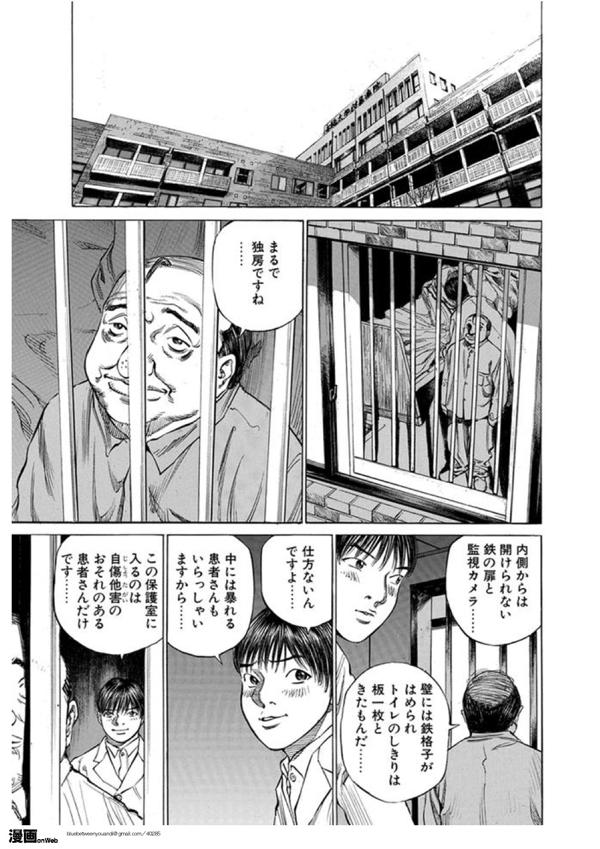 まるで
独房ですね
……
内側からは
開けられない
鉄の扉と
監視カメラ……
壁には鉄格子が
はめられ
トイレのしきりは
板一枚と
きたもんだ……
仕方ないん
ですよ……
中には暴れる
患者さんも
いらっしゃい
ますから……
この保護室に
入るのは
自傷他害の
おそれのある
患者さんだけ
です……
漫画 on Web
bluebetweenyouandi@gmail.com / 40285